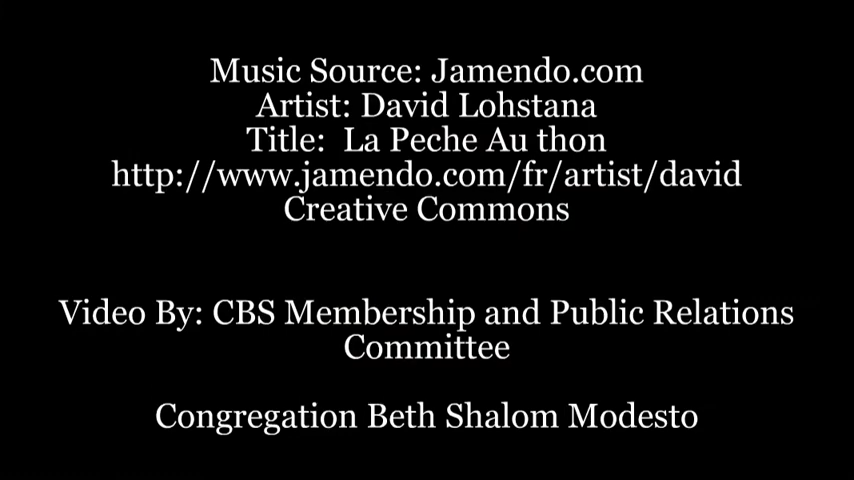 Music Source: Jamendo.com
Artist: David Lohstana
Title:  La Peche Au thon
http://www.jamendo.com/fr/artist/david
Creative Commons
Video By: CBS Membership and Public Relations
Committee
Congregation Beth Shalom Modesto